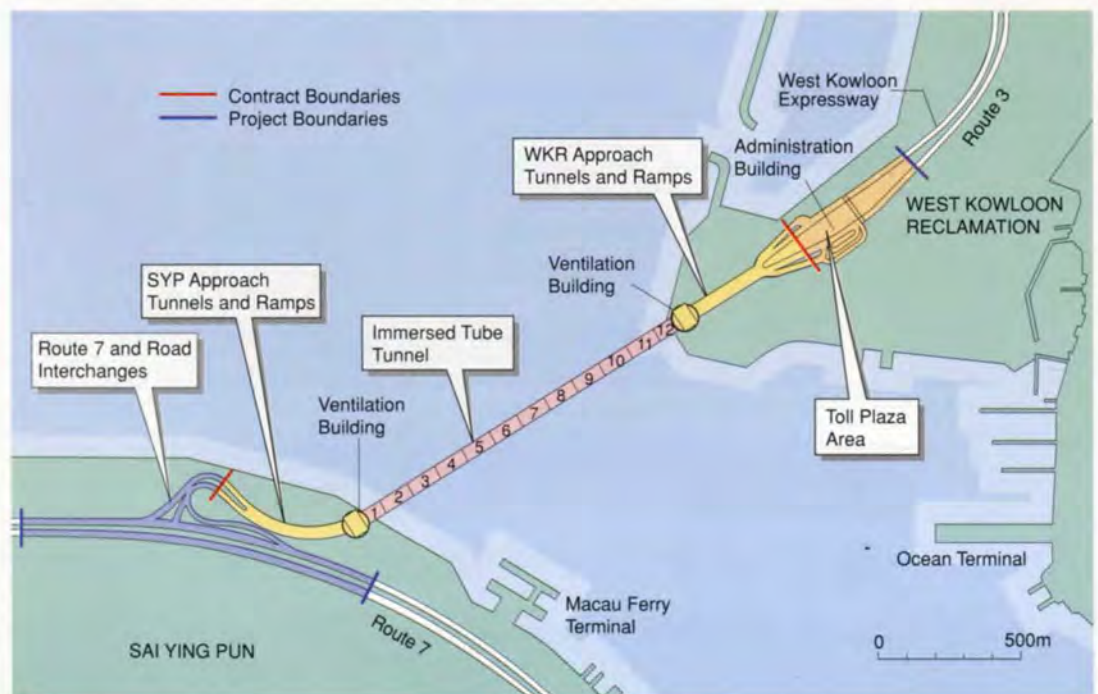 Contract Boundaries
Project Boundaries
West Kowloon
Expressway
Route 3
Administration
Building
WKR Approach
Tunnels and Ramps
WEST KOWLOON
RECLAMATION
Ventilation
Building
SYP Approach
Tunnels and Ramps
Immersed Tube
Tunnel
Route 7 and Road
Interchanges
Ventilation
Building
Toll Plaza
Area
1 2 3 4 5 6 7 8 9 10 11 12
Ocean Terminal
Macau Ferry
Terminal
Route 7
SAI YING PUN
0 500m